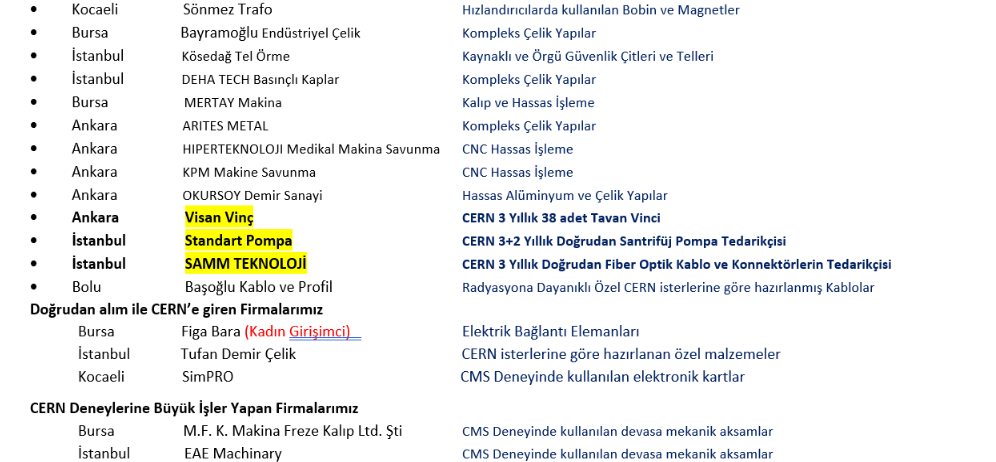 • Kocaeli Sönmez Trafo Hızlandırıcılarda kullanılan Bobin ve Magnetler
• Bursa Bayramoğlu Endüstriyel Çelik Kompleks Çelik Yapılar
• İstanbul Kösedağ Tel Örme Kaynaklı ve Örgü Güvenlik Çitleri ve Telleri
• İstanbul DEHA TECH Basınçlı Kaplar Kompleks Çelik Yapılar
• Bursa MERTAY Makina Kalıp ve Hassas İşleme
• Ankara ARITES METAL Kompleks Çelik Yapılar
• Ankara HIPERTEKNOLOJI Medikal Makina Savunma CNC Hassas İşleme
• Ankara KPM Makine Savunma CNC Hassas İşleme
• Ankara OKURSOY Demir Sanayi Hassas Alüminyum ve Çelik Yapılar
• Ankara Visan Vinç CERN 3 Yıllık 38 adet Tavan Vinci
• İstanbul Standart Pompa CERN 3+2 Yıllık Doğrudan Santrifüj Pompa Tedarikçisi
• İstanbul SAMM TEKNOLOJİ CERN 3 Yıllık Doğrudan Fiber Optik Kablo ve Konnektörlerin Tedarikçisi
• Bolu Başoğlu Kablo ve Profil Radyasyona Dayanıklı Özel CERN isterlerine göre hazırlanmış Kablolar
Doğrudan alım ile CERN’e giren Firmalarımız
Bursa Figa Bara (Kadın Girişimci) Elektrik Bağlantı Elemanları
İstanbul Tufan Demir Çelik CERN isterlerine göre hazırlanan özel malzemeler
Kocaeli SimPRO CMS Deneyinde kullanılan elektronik kartlar
CERN Deneylerine Büyük İşler Yapan Firmalarımız
Bursa M.F. K. Makina Freze Kalıp Ltd. Şti CMS Deneyinde kullanılan devasa mekanik aksamlar
İstanbul EAE Machinary CMS Deneyinde kullanılan devasa mekanik aksamlar